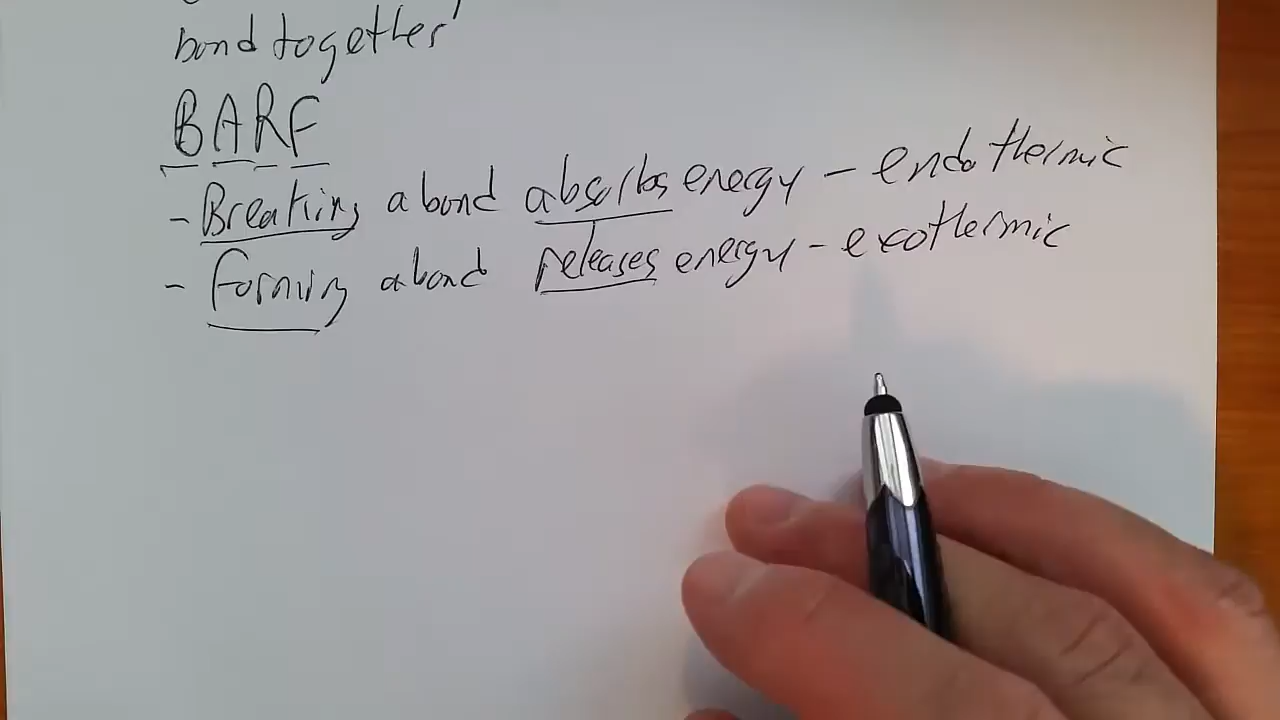 bond together'
BARF
- Breaking a bond absorbs energy - endothermic
- Forming a bond releases energy - exothermic